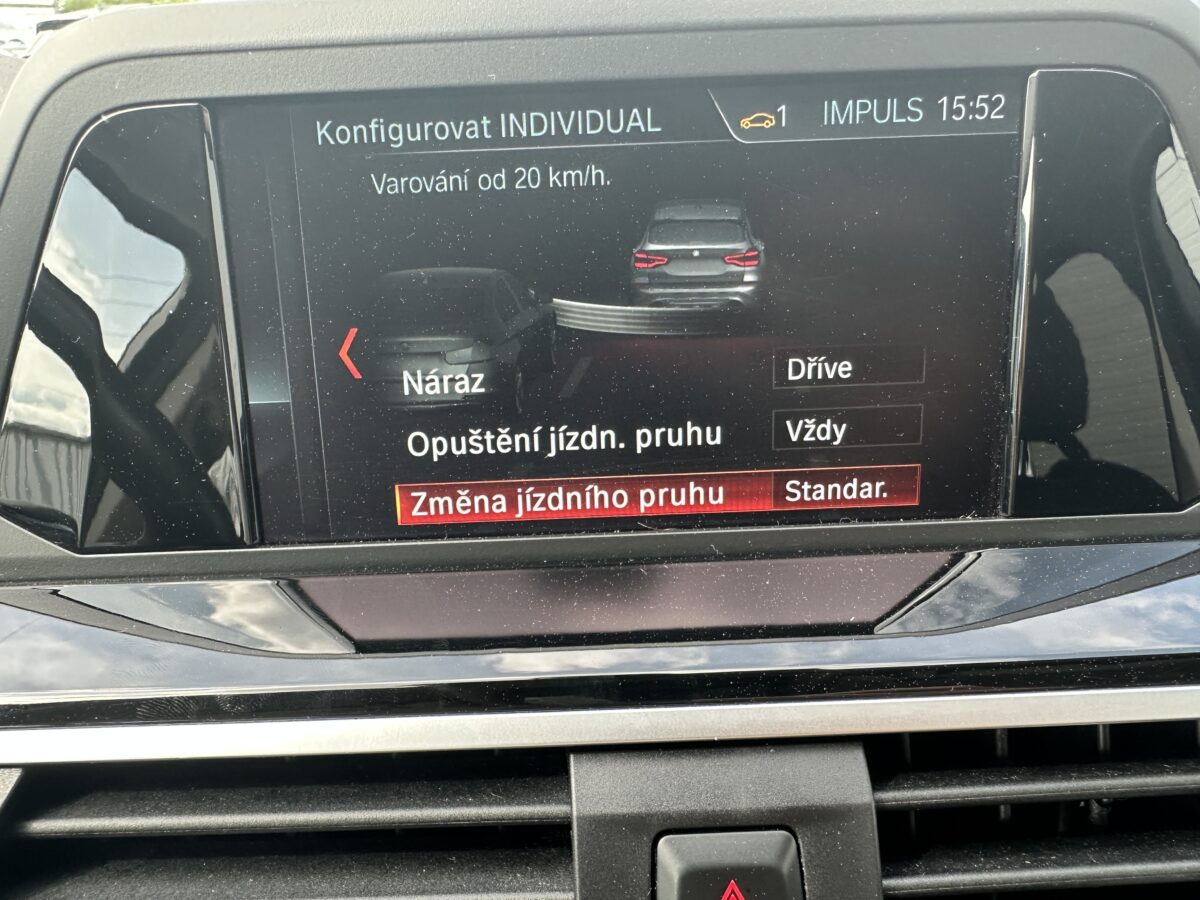 Konfigurovat INDIVIDUAL
1 IMPULS 15:52
Varování od 20 km/h.
Náraz Dříve
Opuštění jízdn. pruhu Vždy
Změna jízdního pruhu Standar.